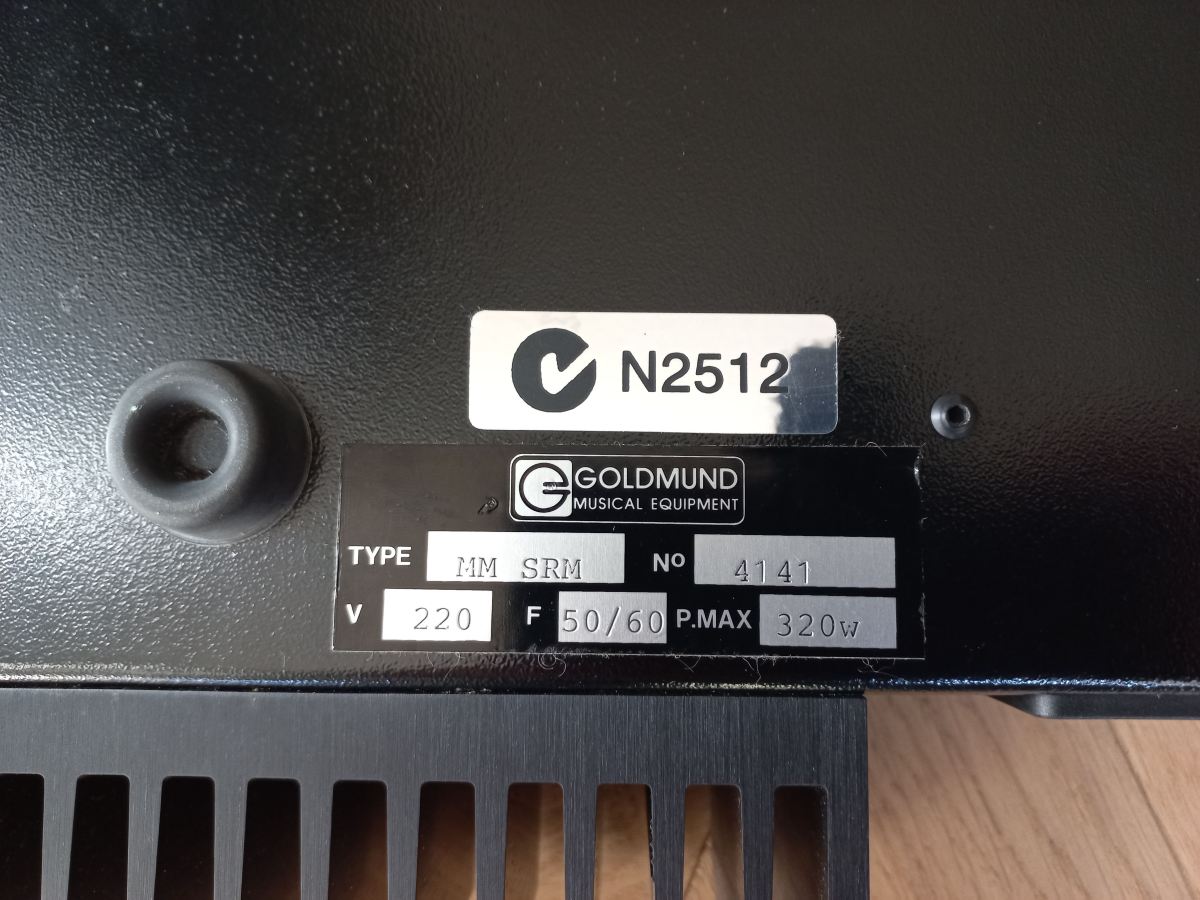 N2512
GOLDMUND
MUSICAL EQUIPMENT
TYPE MM SRM Nº 4141
V 220 F 50/60 P.MAX 320w